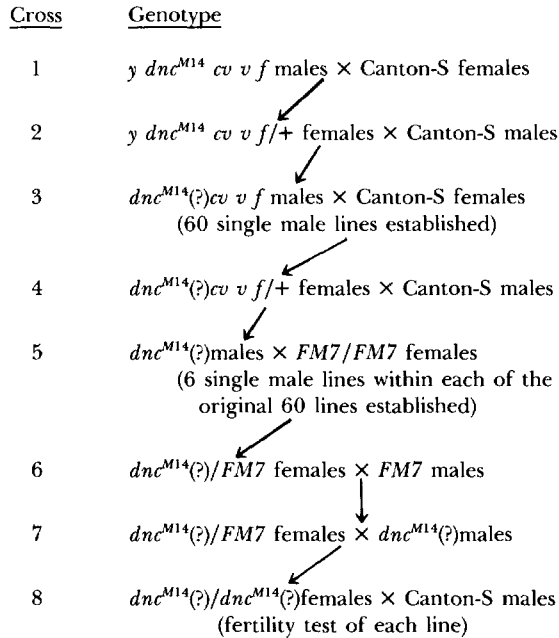 Cross Genotype
1 y dnc^M14 cv v f males × Canton-S females
2 y dnc^M14 cv v f/+ females × Canton-S males
3 dnc^M14(?)cv v f males × Canton-S females
(60 single male lines established)
4 dnc^M14(?)cv v f/+ females × Canton-S males
5 dnc^M14(?)males × FM7/FM7 females
(6 single male lines within each of the
original 60 lines established)
6 dnc^M14(?)/FM7 females × FM7 males
7 dnc^M14(?)/FM7 females × dnc^M14(?)males
8 dnc^M14(?)/dnc^M14(?)females × Canton-S males
(fertility test of each line)